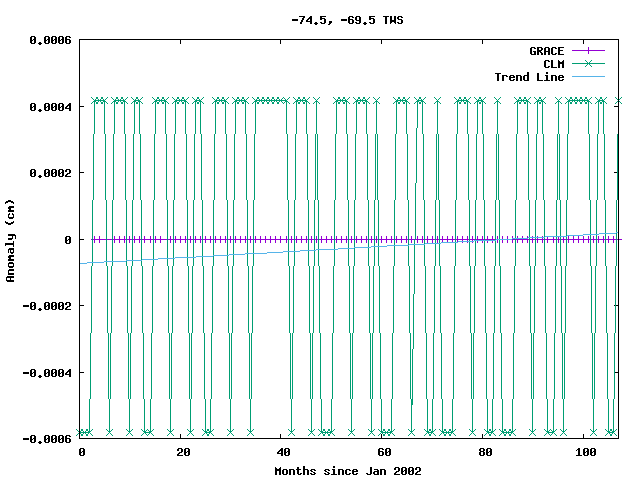 -74.5, -69.5 TWS
GRACE
CLM
Trend Line
0.0006
0.0004
0.0002
0
-0.0002
-0.0004
-0.0006
Anomaly (cm)
0 20 40 60 80 100
Months since Jan 2002